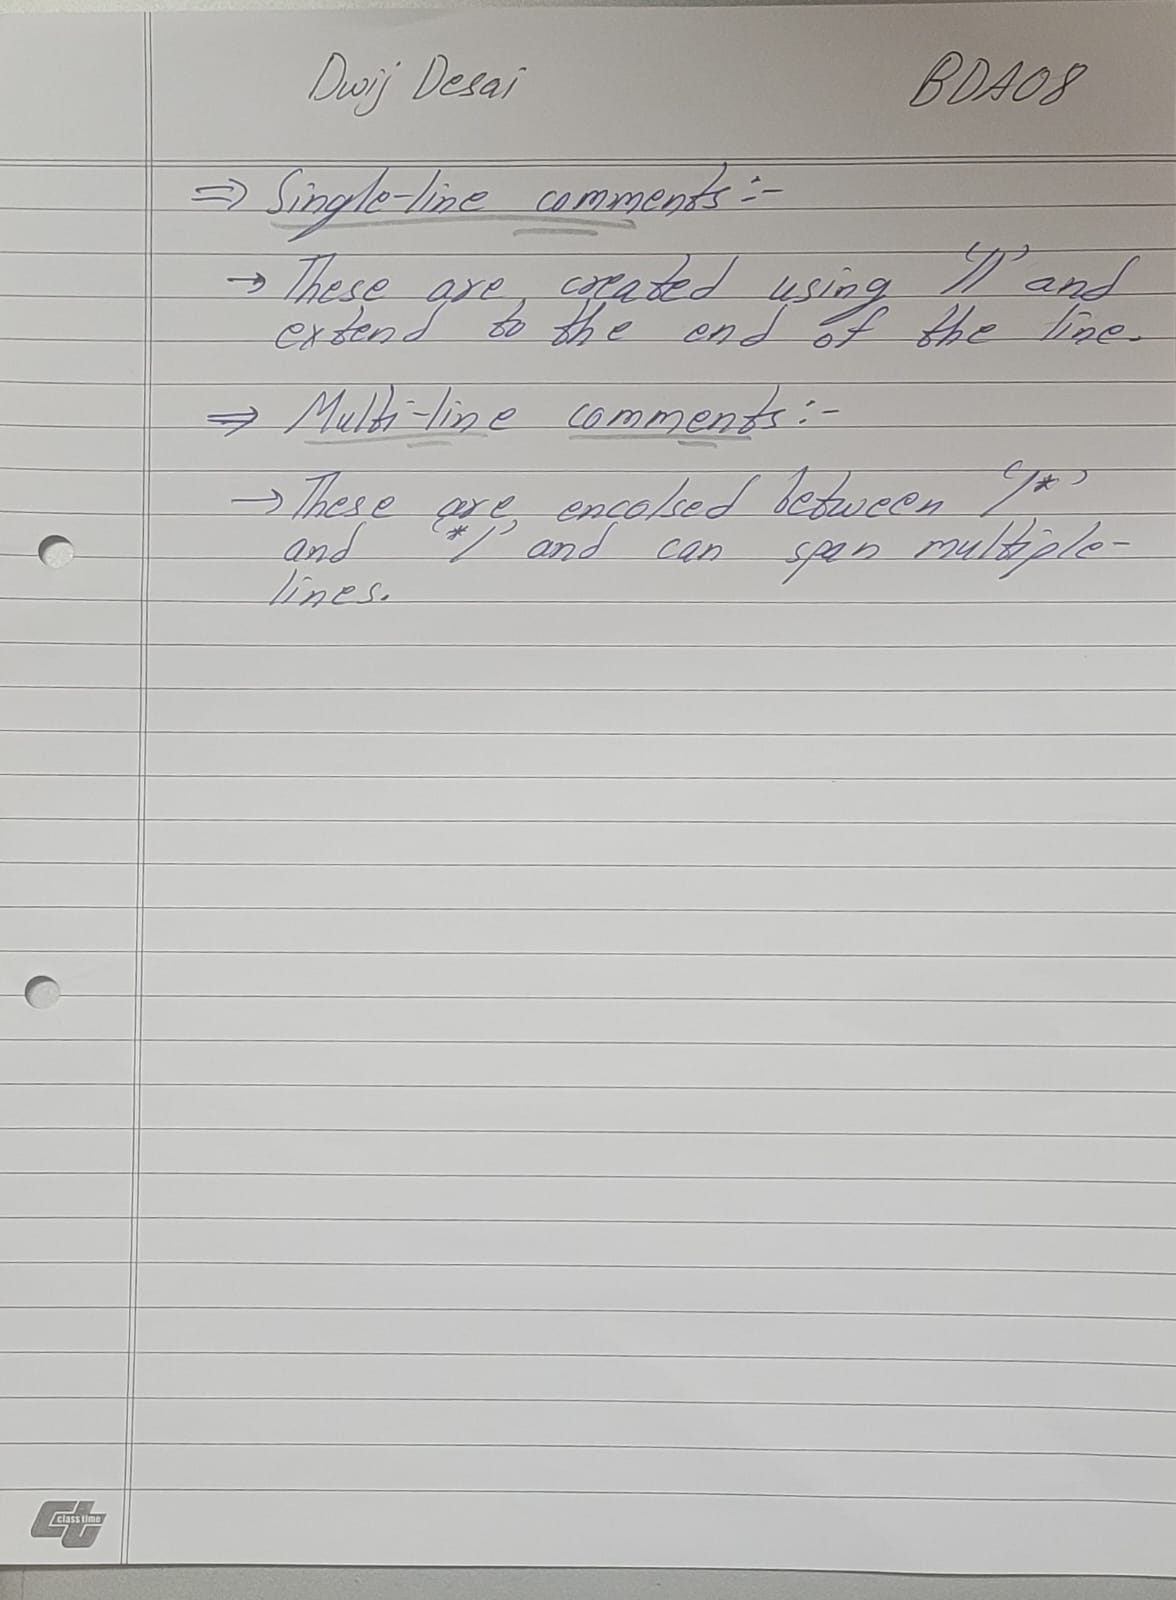 Dwij Desai BDA08
⇒ Single-line comments:-
→ These are created using '//' and
extend to the end of the line.
⇒ Multi-line comments:-
→ These are encolsed between '/*'
and '*/' and can span multiple-
lines.
ct
class time